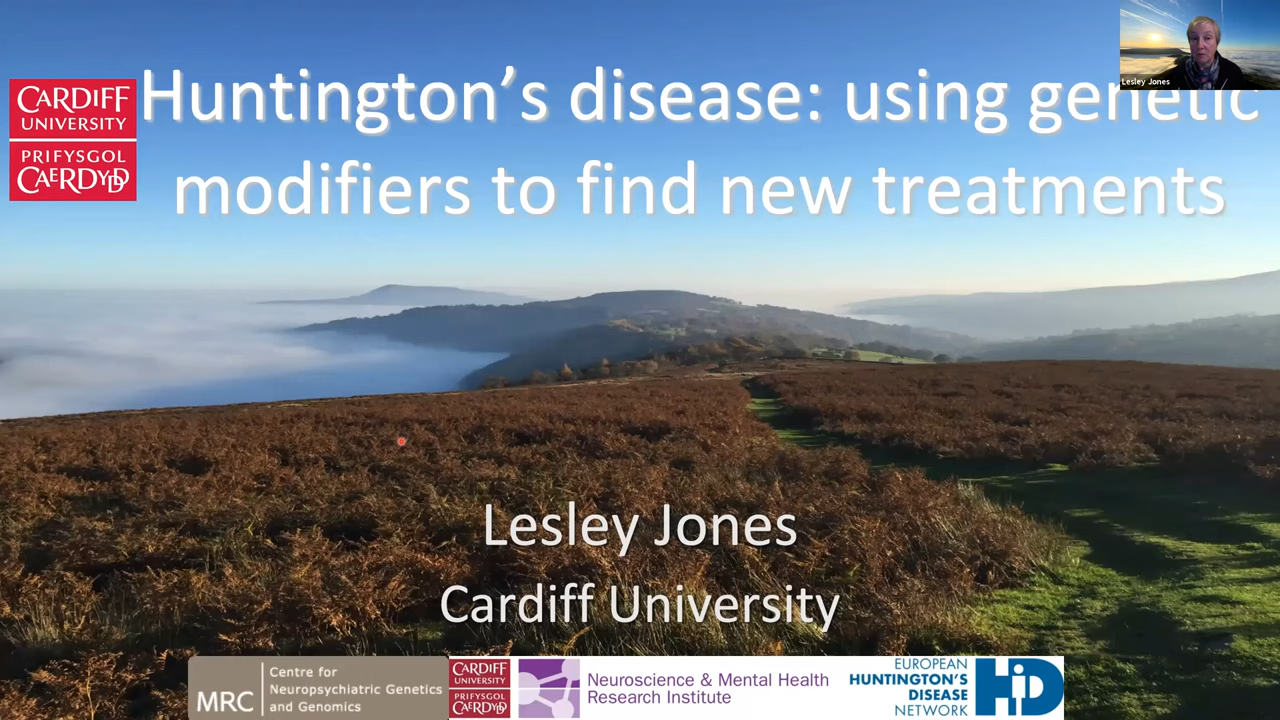 Lesley Jones
CARDIFF
UNIVERSITY
PRIFYSGOL
CAERDYDD
Huntington's disease: using genetic
modifiers to find new treatments
Lesley Jones
Cardiff University
MRC
Centre for
Neuropsychiatric Genetics
and Genomics
CARDIFF
UNIVERSITY
PRIFYSGOL
CAERDYDD
Neuroscience & Mental Health
Research Institute
EUROPEAN
HUNTINGTON'S
DISEASE
NETWORK
HD